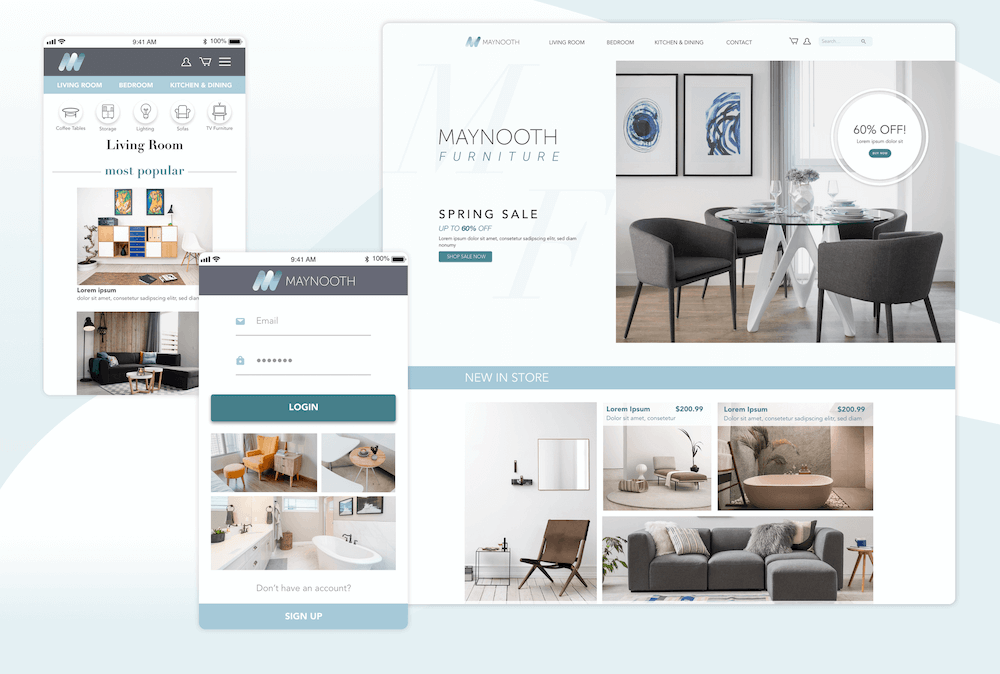 9:41 AM
100%
LIVING ROOM BEDROOM KITCHEN & DINING
Coffee Tables Storage Lighting Sofas TV Furniture
Living Room
most popular
Lorem Ipsum
dolor sit amet, consetetur sadipscing elitr, sed diam
9:41 AM
100%
MAYNOOTH
Email
LOGIN
Don't have an account?
SIGN UP
MAYNOOTH LIVING ROOM BEDROOM KITCHEN & DINING CONTACT Search...
MF
MAYNOOTH
FURNITURE
60% OFF!
Lorem ipsum dolor sit
BUY NOW
SPRING SALE
UP TO 60% OFF
Lorem ipsum dolor sit amet, consetetur sadipscing elitr, sed diam
nonumy
SHOP SALE NOW
NEW IN STORE
Lorem Ipsum $200.99
Dolor sit amet, consetetur
Lorem Ipsum $200.99
Dolor sit amet, consetetur sadipscing elitr, sed diam